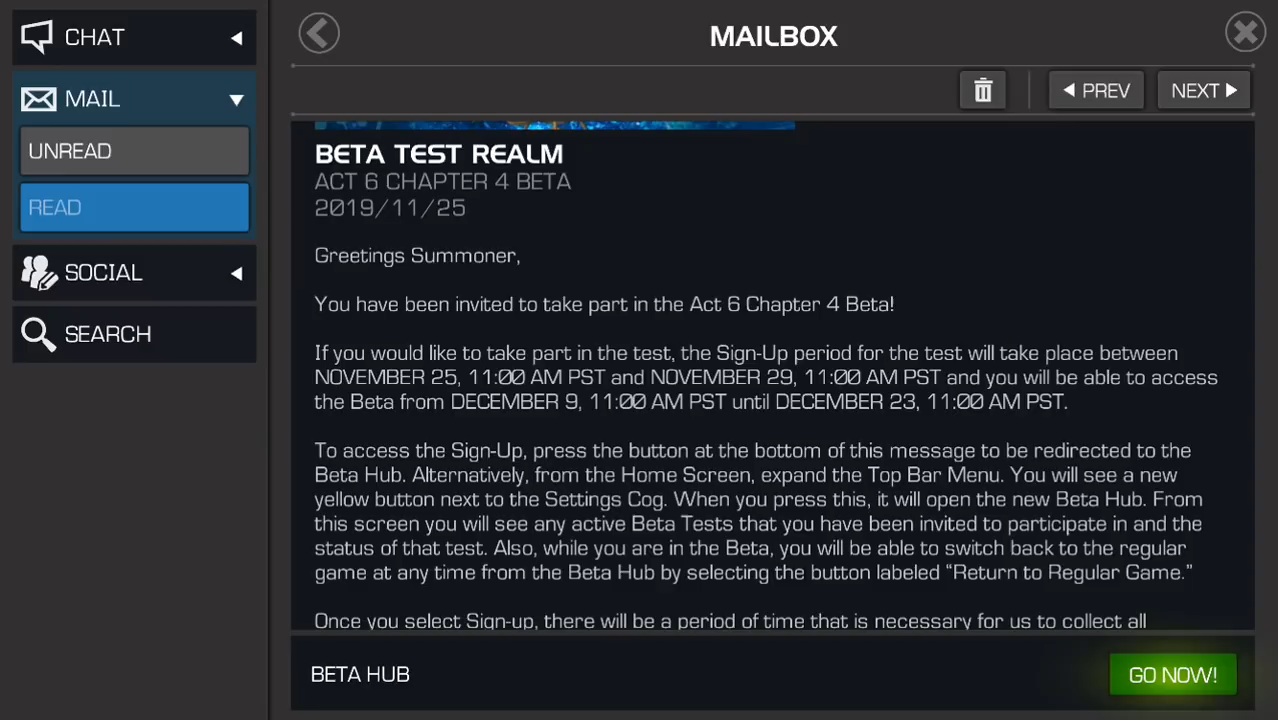 CHAT
MAILBOX
MAIL
PREV
NEXT
UNREAD
READ
SOCIAL
SEARCH
BETA TEST REALM
ACT 6 CHAPTER 4 BETA
2019/11/25
Greetings Summoner,
You have been invited to take part in the Act 6 Chapter 4 Beta!
If you would like to take part in the test, the Sign-Up period for the test will take place between
NOVEMBER 25, 11:00 AM PST and NOVEMBER 29, 11:00 AM PST and you will be able to access
the Beta from DECEMBER 9, 11:00 AM PST until DECEMBER 23, 11:00 AM PST.
To access the Sign-Up, press the button at the bottom of this message to be redirected to the
Beta Hub. Alternatively, from the Home Screen, expand the Top Bar Menu. You will see a new
yellow button next to the Settings Cog. When you press this, it will open the new Beta Hub. From
this screen you will see any active Beta Tests that you have been invited to participate in and the
status of that test. Also, while you are in the Beta, you will be able to switch back to the regular
game at any time from the Beta Hub by selecting the button labeled “Return to Regular Game.”
Once you select Sign-up, there will be a period of time that is necessary for us to collect all
BETA HUB
GO NOW!